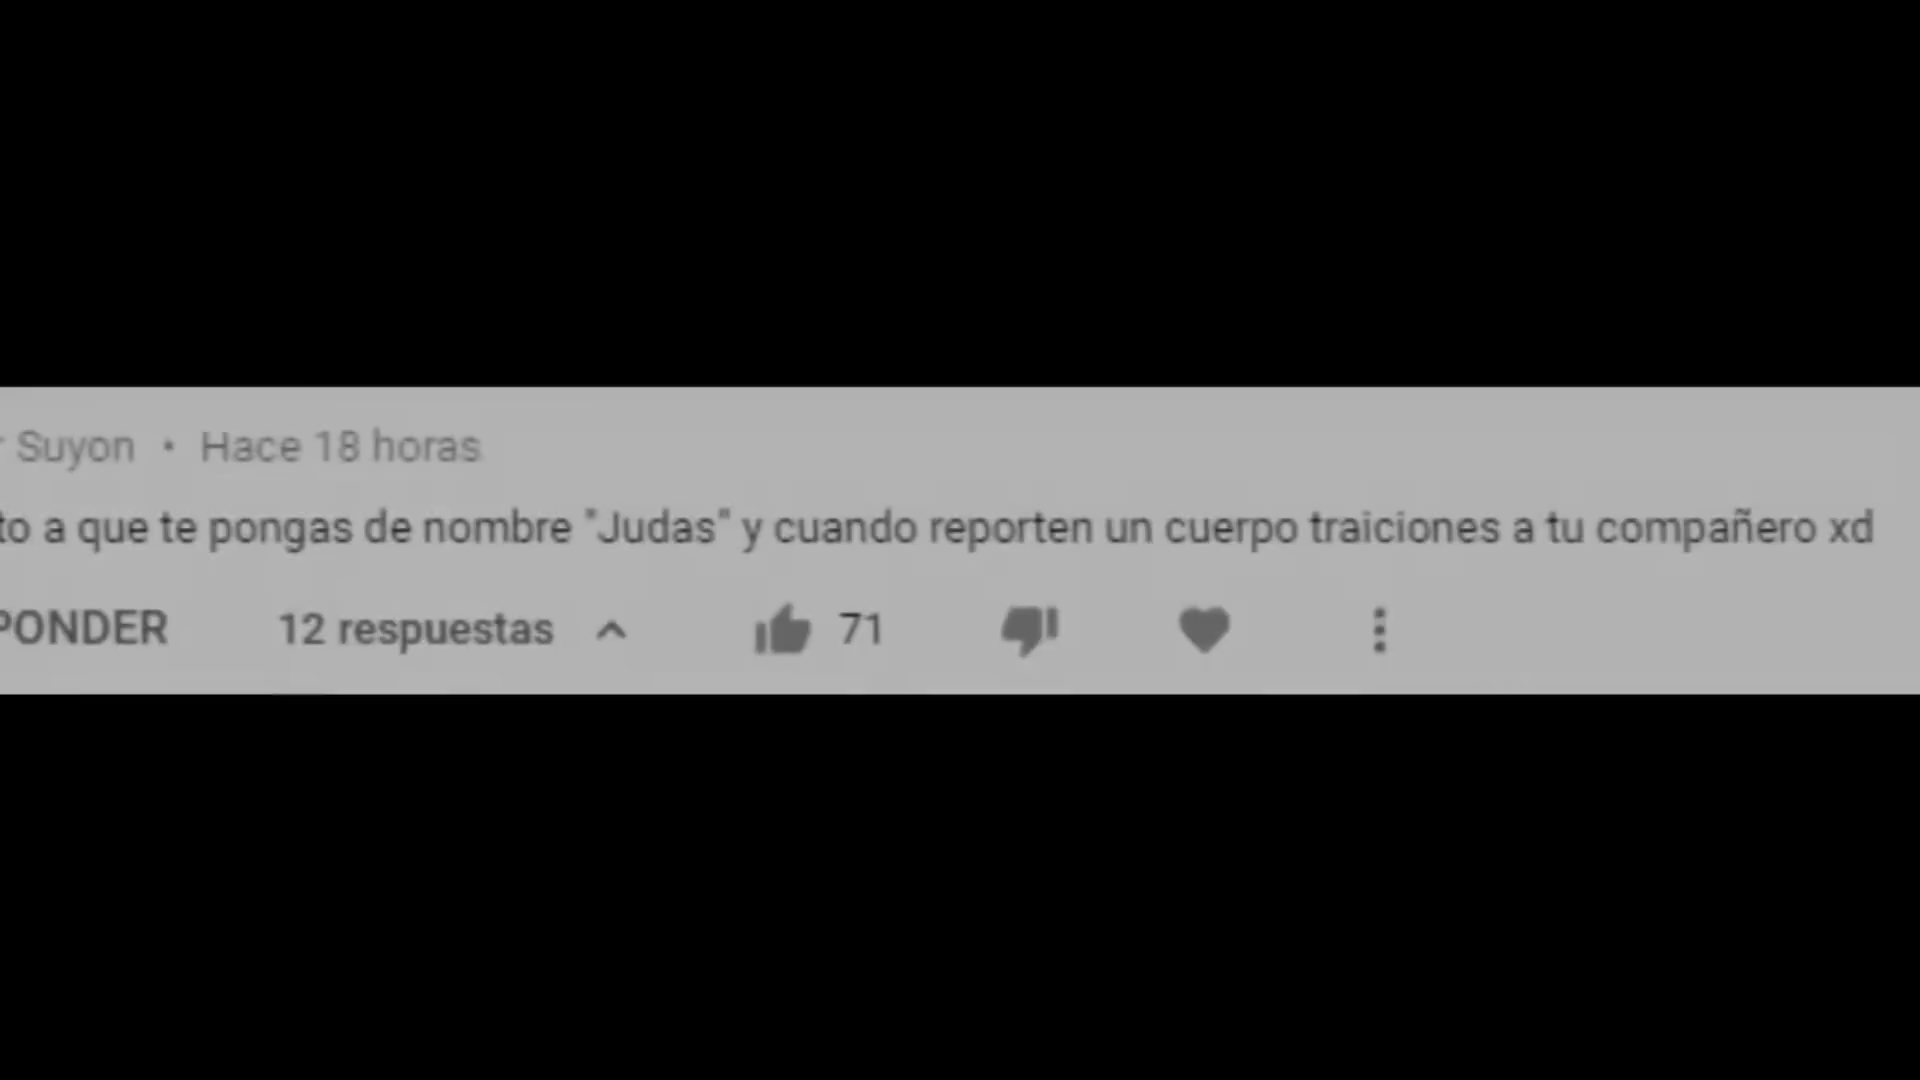 Suyon • Hace 18 horas
to a que te pongas de nombre "Judas" y cuando reporten un cuerpo traiciones a tu compañero xd
PONDER 12 respuestas 71